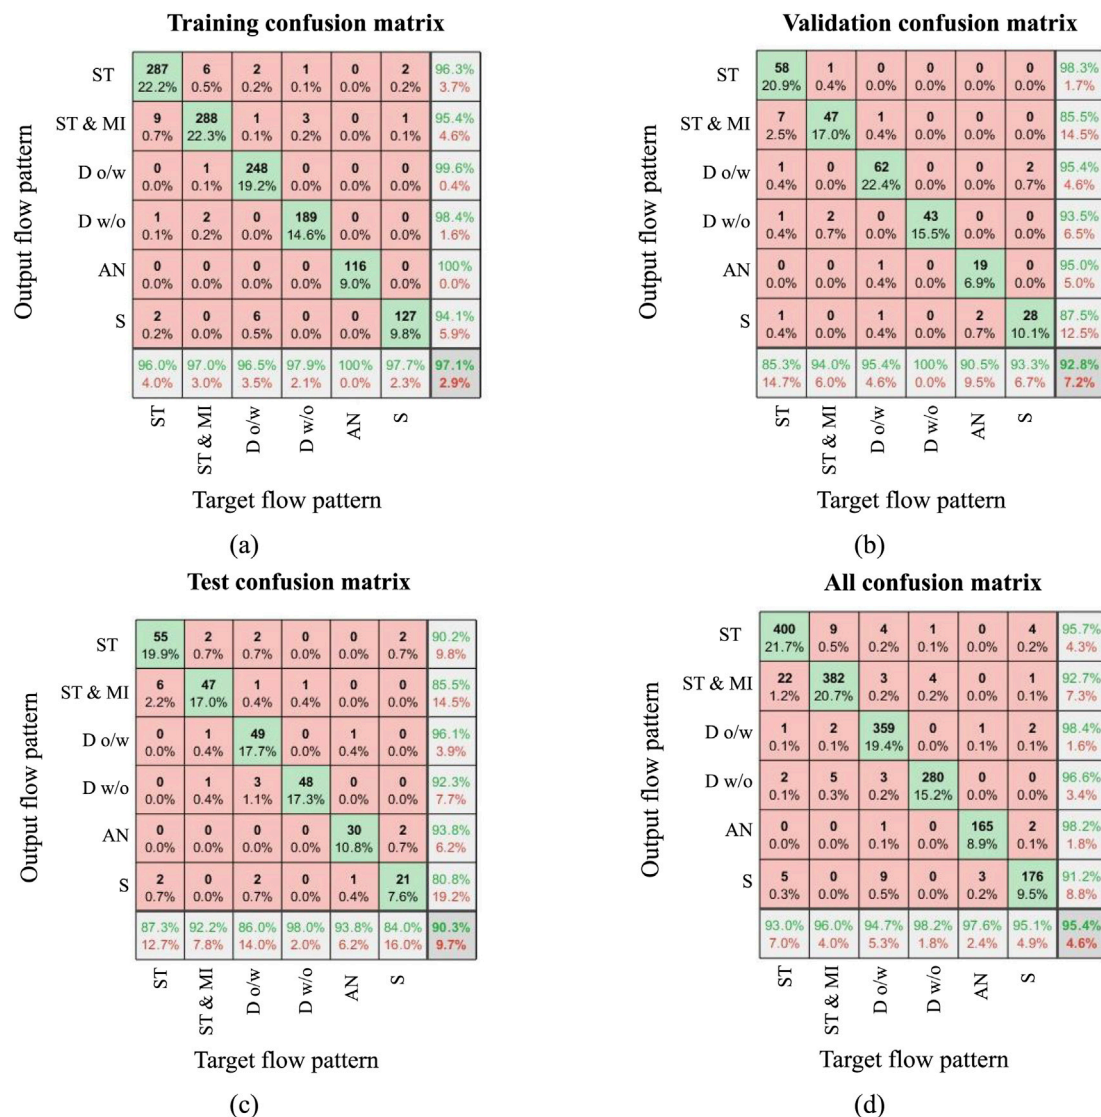 Training confusion matrix
ST 287 6 2 1 0 2 96.3%
22.2% 0.5% 0.2% 0.1% 0.0% 0.2% 3.7%
ST & MI 9 288 1 3 0 1 95.4%
0.7% 22.3% 0.1% 0.2% 0.0% 0.1% 4.6%
D o/w 0 1 248 0 0 0 99.6%
0.0% 0.1% 19.2% 0.0% 0.0% 0.0% 0.4%
D w/o 1 2 0 189 0 0 98.4%
0.1% 0.2% 0.0% 14.6% 0.0% 0.0% 1.6%
AN 0 0 0 0 116 0 100%
0.0% 0.0% 0.0% 0.0% 9.0% 0.0% 0.0%
S 2 0 6 0 0 127 94.1%
0.2% 0.0% 0.5% 0.0% 0.0% 9.8% 5.9%
96.0% 97.0% 96.5% 97.9% 100% 97.7% 97.1%
4.0% 3.0% 3.5% 2.1% 0.0% 2.3% 2.9%
ST ST & MI D o/w D w/o AN S
Output flow pattern
Target flow pattern
(a)
Validation confusion matrix
ST 58 1 0 0 0 0 98.3%
20.9% 0.4% 0.0% 0.0% 0.0% 0.0% 1.7%
ST & MI 7 47 1 0 0 0 85.5%
2.5% 17.0% 0.4% 0.0% 0.0% 0.0% 14.5%
D o/w 1 0 62 0 0 2 95.4%
0.4% 0.0% 22.4% 0.0% 0.0% 0.7% 4.6%
D w/o 1 2 0 43 0 0 93.5%
0.4% 0.7% 0.0% 15.5% 0.0% 0.0% 6.5%
AN 0 0 1 0 19 0 95.0%
0.0% 0.0% 0.4% 0.0% 6.9% 0.0% 5.0%
S 1 0 1 0 2 28 87.5%
0.4% 0.0% 0.4% 0.0% 0.7% 10.1% 12.5%
85.3% 94.0% 95.4% 100% 90.5% 93.3% 92.8%
14.7% 6.0% 4.6% 0.0% 9.5% 6.7% 7.2%
ST ST & MI D o/w D w/o AN S
Output flow pattern
Target flow pattern
(b)
Test confusion matrix
ST 55 2 2 0 0 2 90.2%
19.9% 0.7% 0.7% 0.0% 0.0% 0.7% 9.8%
ST & MI 6 47 1 1 0 0 85.5%
2.2% 17.0% 0.4% 0.4% 0.0% 0.0% 14.5%
D o/w 0 1 49 0 1 0 96.1%
0.0% 0.4% 17.7% 0.0% 0.4% 0.0% 3.9%
D w/o 0 1 3 48 0 0 92.3%
0.0% 0.4% 1.1% 17.3% 0.0% 0.0% 7.7%
AN 0 0 0 0 30 2 93.8%
0.0% 0.0% 0.0% 0.0% 10.8% 0.7% 6.2%
S 2 0 2 0 1 21 80.8%
0.7% 0.0% 0.7% 0.0% 0.4% 7.6% 19.2%
87.3% 92.2% 86.0% 98.0% 93.8% 84.0% 90.3%
12.7% 7.8% 14.0% 2.0% 6.2% 16.0% 9.7%
ST ST & MI D o/w D w/o AN S
Output flow pattern
Target flow pattern
(c)
All confusion matrix
ST 400 9 4 1 0 4 95.7%
21.7% 0.5% 0.2% 0.1% 0.0% 0.2% 4.3%
ST & MI 22 382 3 4 0 1 92.7%
1.2% 20.7% 0.2% 0.2% 0.0% 0.1% 7.3%
D o/w 1 2 359 0 1 2 98.4%
0.1% 0.1% 19.4% 0.0% 0.1% 0.1% 1.6%
D w/o 2 5 3 280 0 0 96.6%
0.1% 0.3% 0.2% 15.2% 0.0% 0.0% 3.4%
AN 0 0 1 0 165 2 98.2%
0.0% 0.0% 0.1% 0.0% 8.9% 0.1% 1.8%
S 5 0 9 0 3 176 91.2%
0.3% 0.0% 0.5% 0.0% 0.2% 9.5% 8.8%
93.0% 96.0% 94.7% 98.2% 97.6% 95.1% 95.4%
7.0% 4.0% 5.3% 1.8% 2.4% 4.9% 4.6%
ST ST & MI D o/w D w/o AN S
Output flow pattern
Target flow pattern
(d)